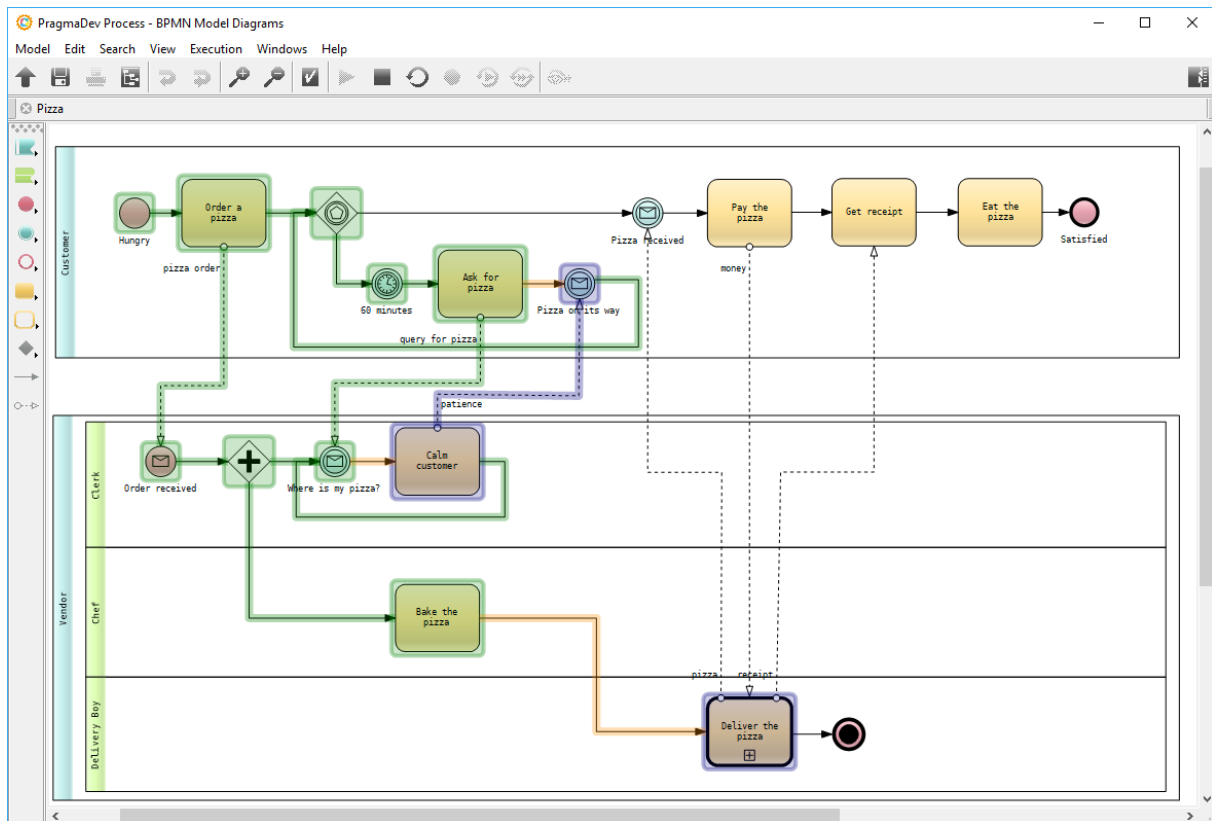 PragmaDev Process - BPMN Model Diagrams
Model Edit Search View Execution Windows Help
Pizza
Customer
Hungry
Order a
pizza
pizza order
60 minutes
Ask for
pizza
query for pizza
Pizza on its way
Pizza received
Pay the
pizza
money
Get receipt
Eat the
pizza
Satisfied
patience
Vendor
Clerk
Order received
Where is my pizza?
Calm
customer
Chef
Bake the
pizza
Delivery Boy
pizza
receipt
Deliver the
pizza